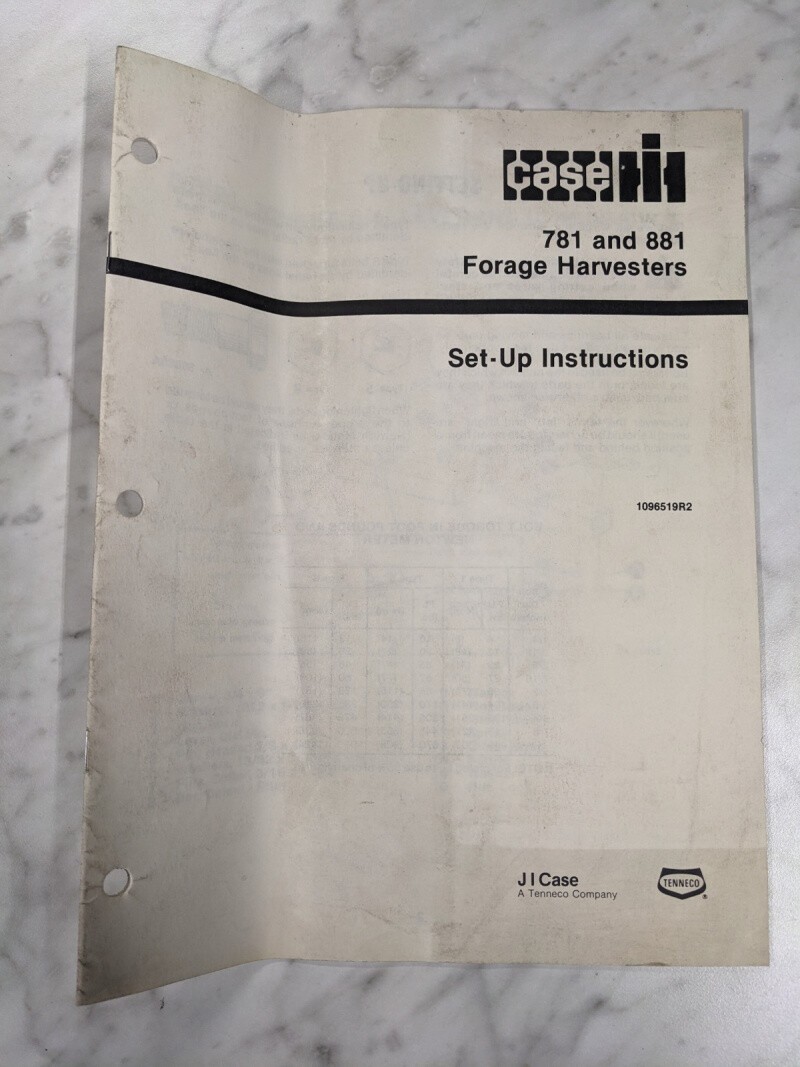 case IH
781 and 881
Forage Harvesters
Set-Up Instructions
1096519R2
J I Case
A Tenneco Company
TENNECO
®